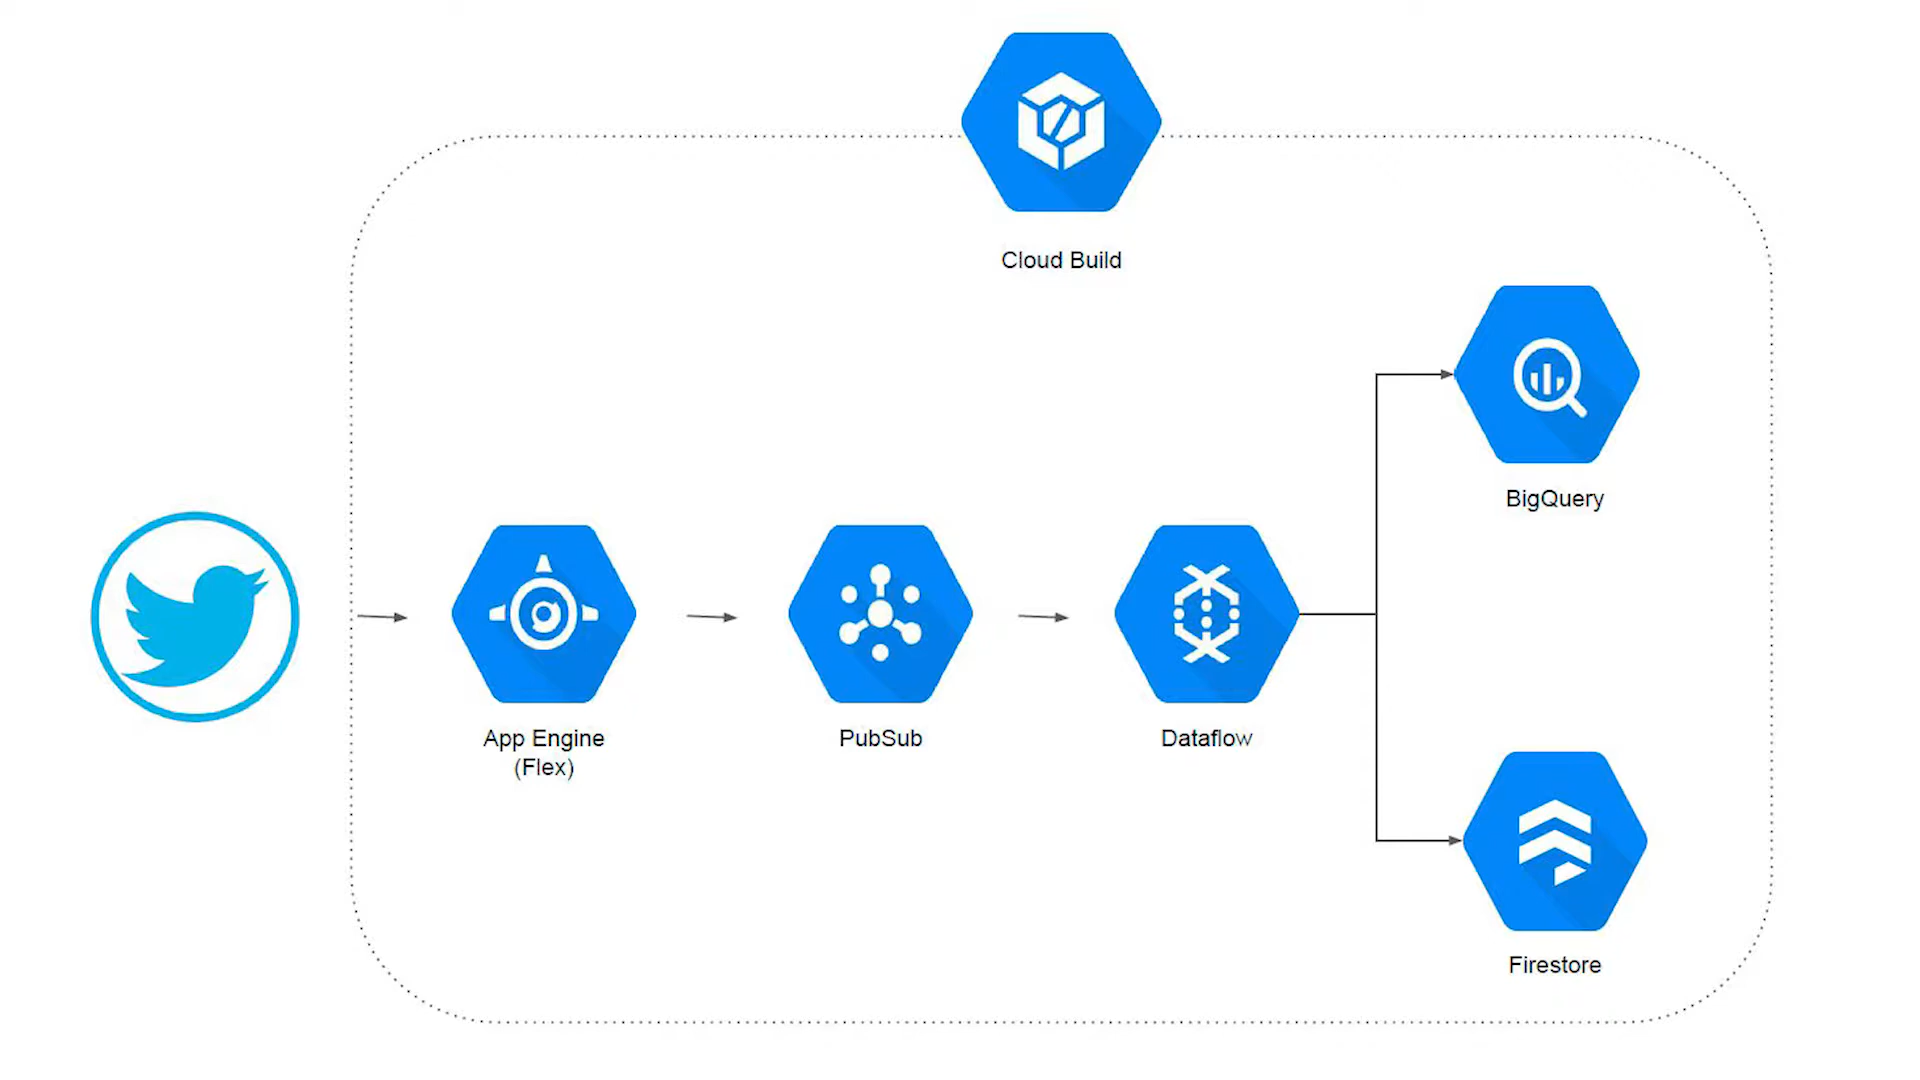 Cloud Build
BigQuery
App Engine
(Flex)
PubSub
Dataflow
Firestore